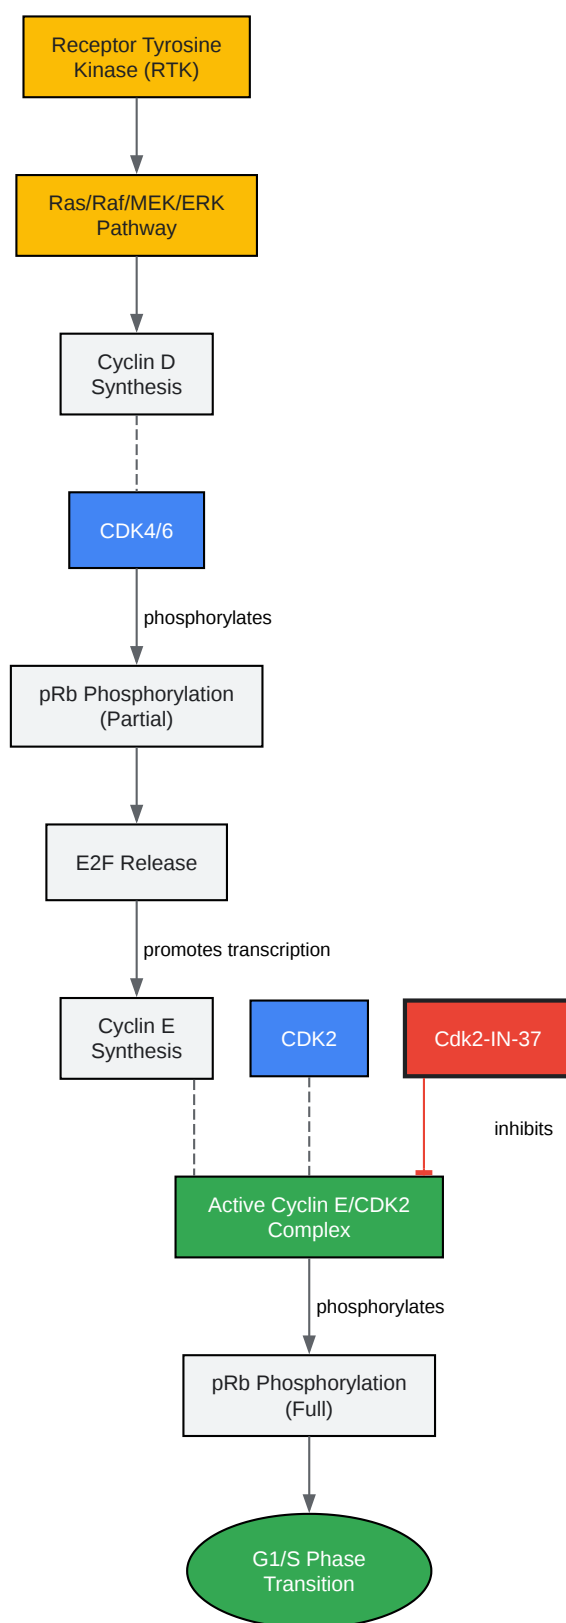 Receptor Tyrosine
Kinase (RTK)
Ras/Raf/MEK/ERK
Pathway
Cyclin D
Synthesis
CDK4/6
phosphorylates
pRb Phosphorylation
(Partial)
E2F Release
promotes transcription
Cyclin E
Synthesis
CDK2
Cdk2-IN-37
inhibits
Active Cyclin E/CDK2
Complex
phosphorylates
pRb Phosphorylation
(Full)
G1/S Phase
Transition